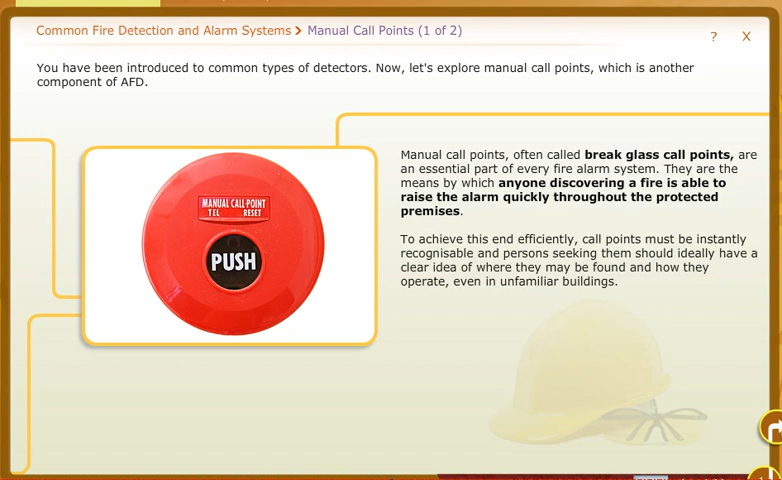 Common Fire Detection and Alarm Systems > Manual Call Points (1 of 2)
? X
You have been introduced to common types of detectors. Now, let's explore manual call points, which is another
component of AFD.
MANUAL CALL-POINT
TEL RESET
PUSH
Manual call points, often called break glass call points, are
an essential part of every fire alarm system. They are the
means by which anyone discovering a fire is able to
raise the alarm quickly throughout the protected
premises.
To achieve this end efficiently, call points must be instantly
recognisable and persons seeking them should ideally have a
clear idea of where they may be found and how they
operate, even in unfamiliar buildings.